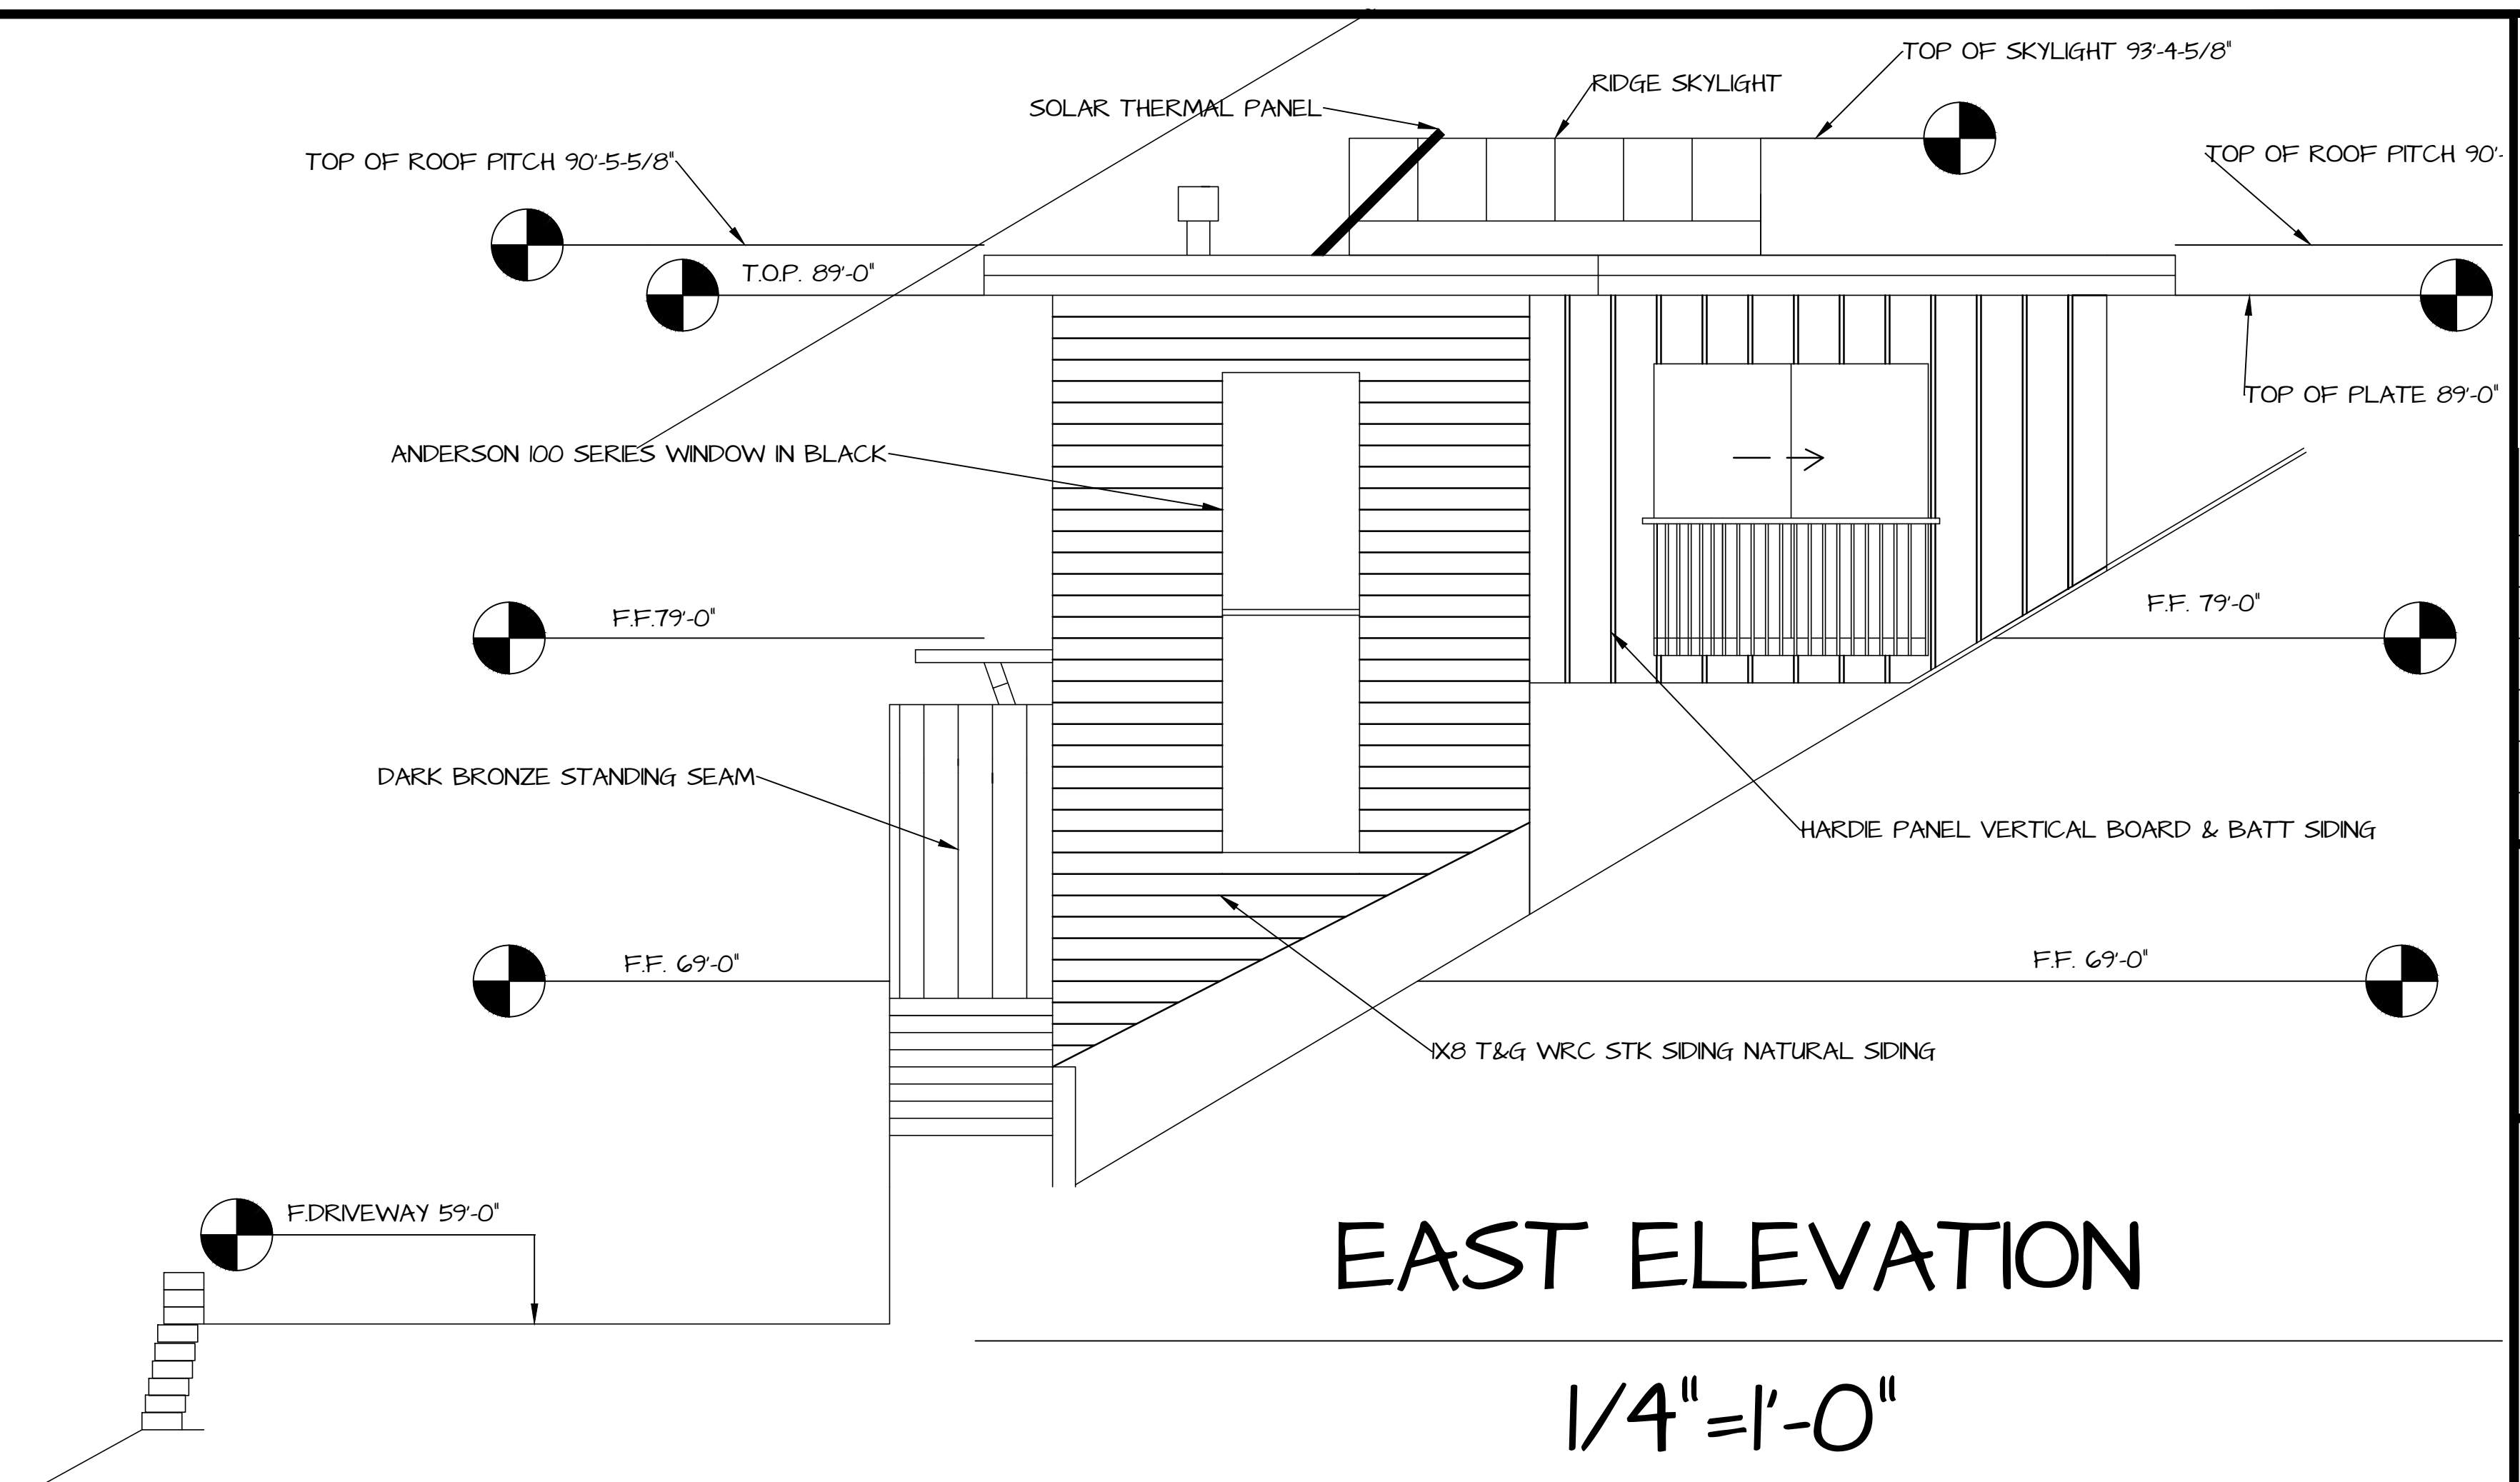 TOP OF SKYLIGHT 93'-4-5/8"
RIDGE SKYLIGHT
SOLAR THERMAL PANEL
TOP OF ROOF PITCH 90'-5-5/8"
TOP OF ROOF PITCH 90'-
T.O.P. 89'-0"
TOP OF PLATE 89'-0"
ANDERSON 100 SERIES WINDOW IN BLACK
F.F.79'-0"
F.F. 79'-0"
DARK BRONZE STANDING SEAM
HARDIE PANEL VERTICAL BOARD & BATT SIDING
F.F. 69'-0"
F.F. 69'-0"
1X8 T&G WRC STK SIDING NATURAL SIDING
F.DRIVEWAY 59'-0"
EAST ELEVATION
1/4"=1'-0"